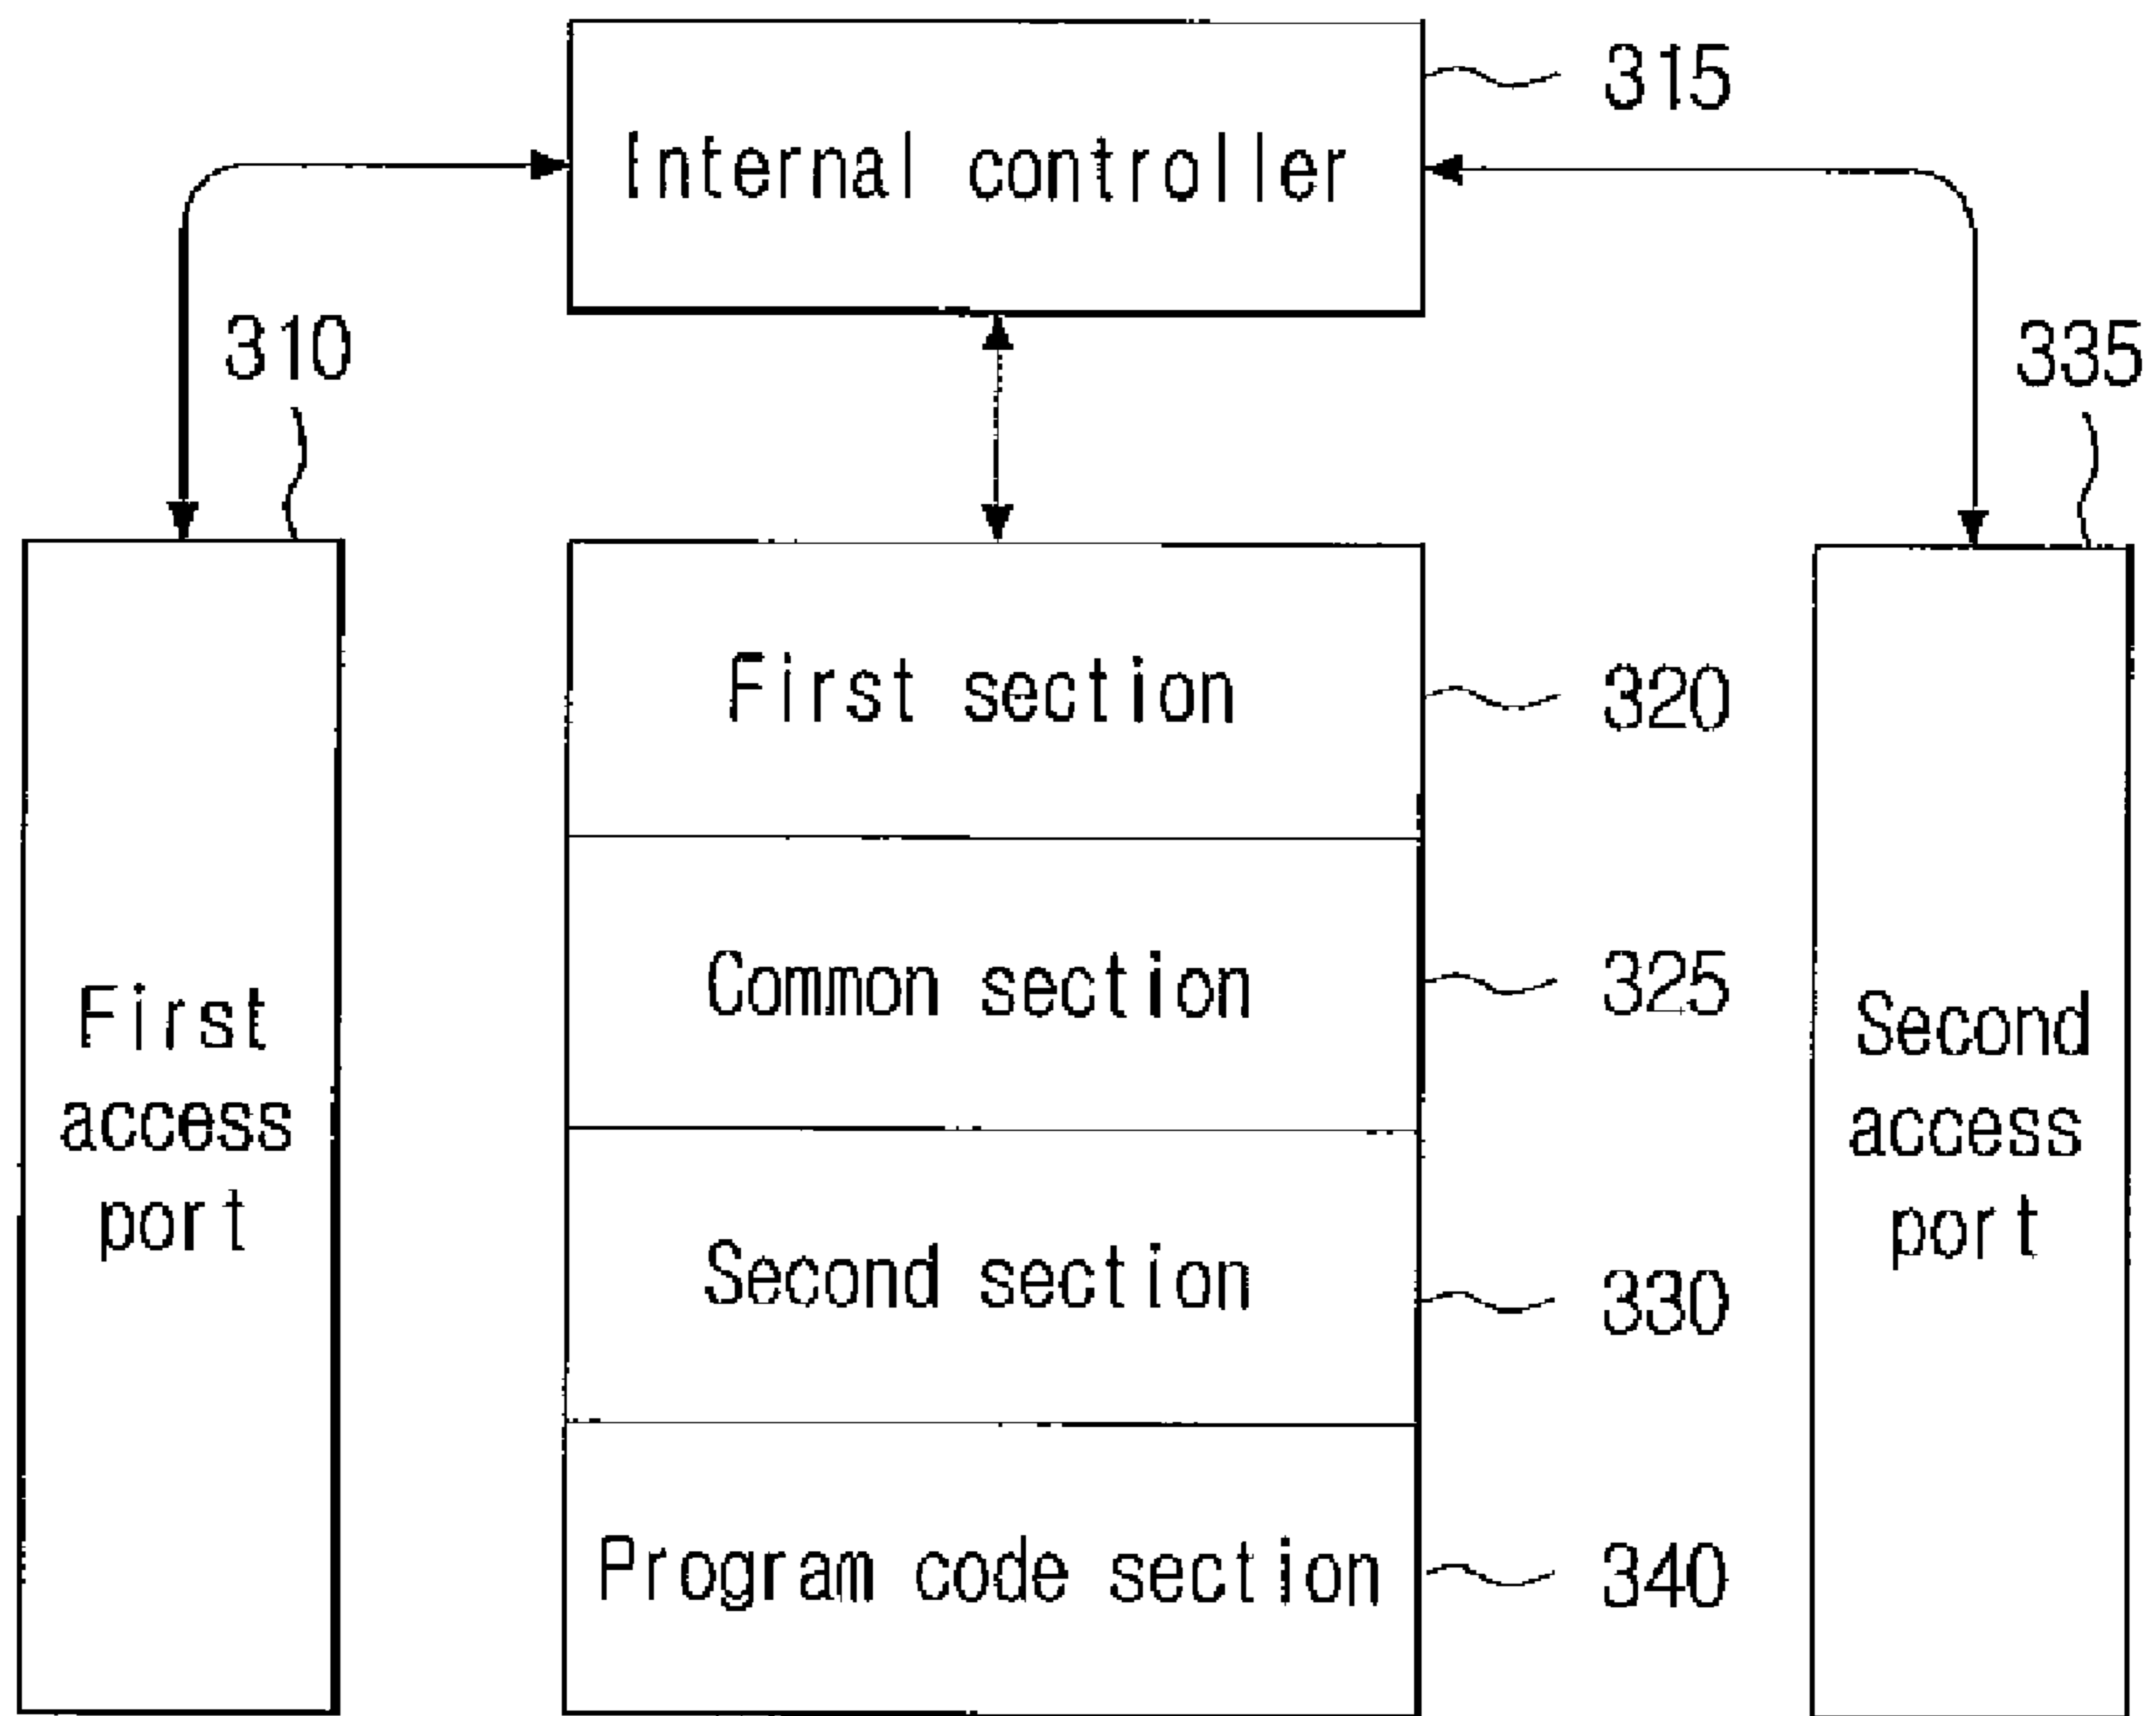 315
Internal controller
310
335
First section
320
Common section
325
First
access
port
Second
access
port
Second section
330
Program code section
340